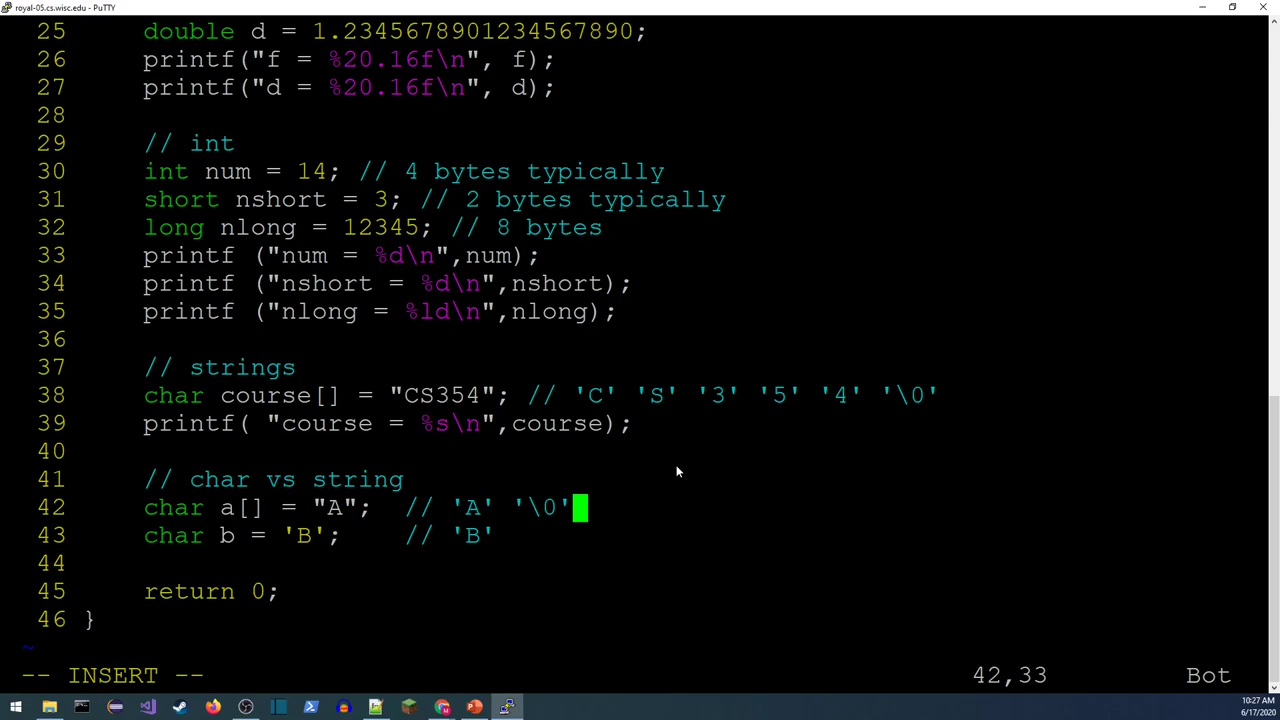 royal-05.cs.wisc.edu - PuTTY
25 double d = 1.2345678901234567890;
26 printf("f = %20.16f\n", f);
27 printf("d = %20.16f\n", d);
28
29 // int
30 int num = 14; // 4 bytes typically
31 short nshort = 3; // 2 bytes typically
32 long nlong = 12345; // 8 bytes
33 printf ("num = %d\n",num);
34 printf ("nshort = %d\n",nshort);
35 printf ("nlong = %ld\n",nlong);
36
37 // strings
38 char course[] = "CS354"; // 'C' 'S' '3' '5' '4' '\0'
39 printf( "course = %s\n",course);
40
41 // char vs string
42 char a[] = "A"; // 'A' '\0'
43 char b = 'B'; // 'B'
44
45 return 0;
46 }
~
-- INSERT -- 42,33 Bot
10:27 AM
6/17/2020